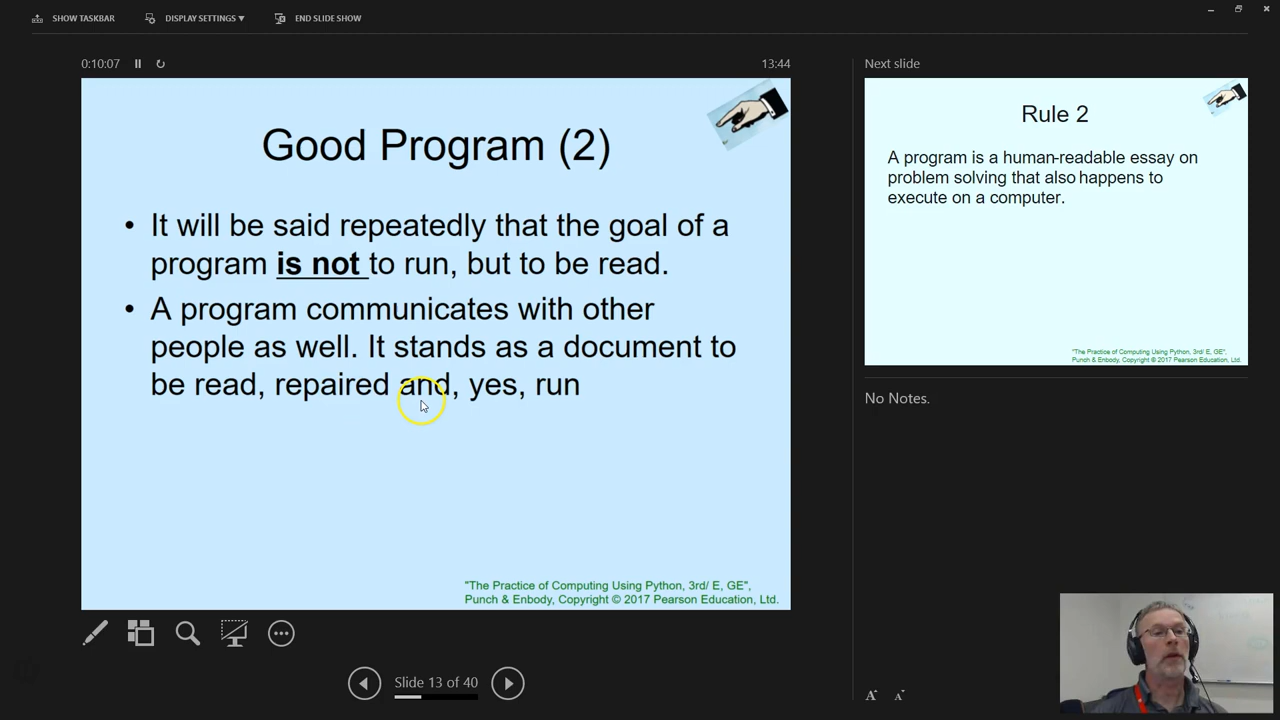 SHOW TASKBAR
DISPLAY SETTINGS ▼
END SLIDE SHOW
0:10:07
13:44
Good Program (2)
• It will be said repeatedly that the goal of a
program is not to run, but to be read.
• A program communicates with other
people as well. It stands as a document to
be read, repaired and, yes, run
"The Practice of Computing Using Python, 3rd/ E, GE",
Punch & Enbody, Copyright © 2017 Pearson Education, Ltd.
Slide 13 of 40
Next slide
Rule 2
A program is a human-readable essay on
problem solving that also happens to
execute on a computer.
"The Practice of Computing Using Python, 3rd/ E, GE",
Punch & Enbody, Copyright © 2017 Pearson Education, Ltd.
No Notes.
A A